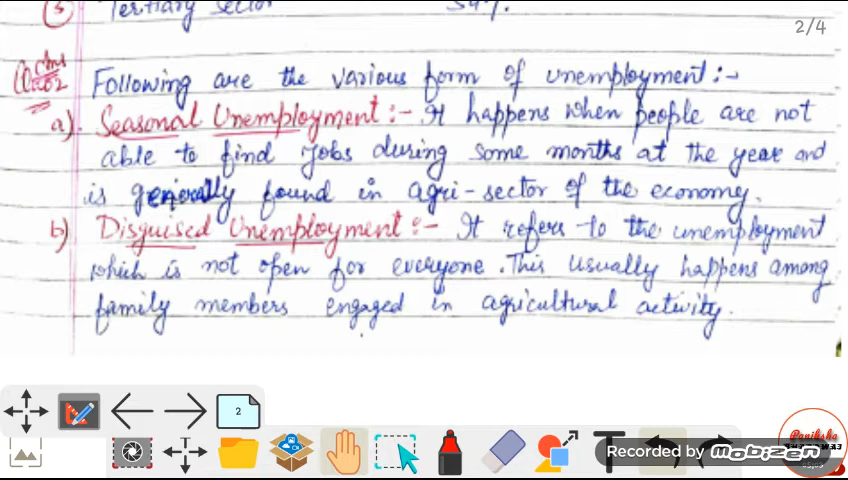 (3) Tertiary Sector 54%.
2/4
Ans
Following are the various form of unemployment:-
a). Seasonal Unemployment:- It happens when people are not
able to find jobs during some months at the year and
is generally found in agri-sector of the economy.
b) Disguised Unemployment:- It refers to the unemployment
which is not open for everyone. This usually happens among
family members engaged in agricultural activity.
2
T
Recorded by mobizen